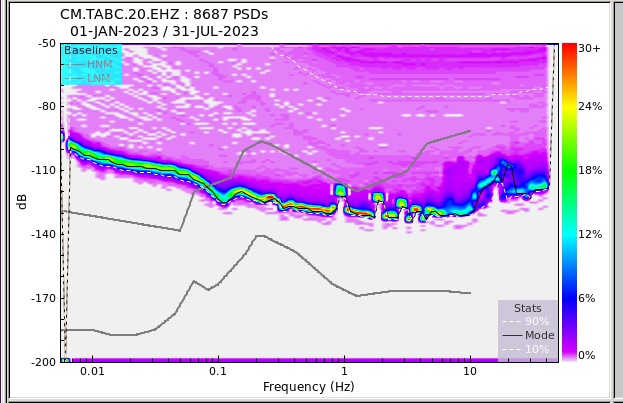 CM.TABC.20.EHZ : 8687 PSDs
01-JAN-2023 / 31-JUL-2023
-50
-80
-110
-140
-170
-200
dB
Baselines
HNM
LNM
Stats
90%
Mode
10%
0.01
0.1
1
10
Frequency (Hz)
30+
24%
18%
12%
6%
0%